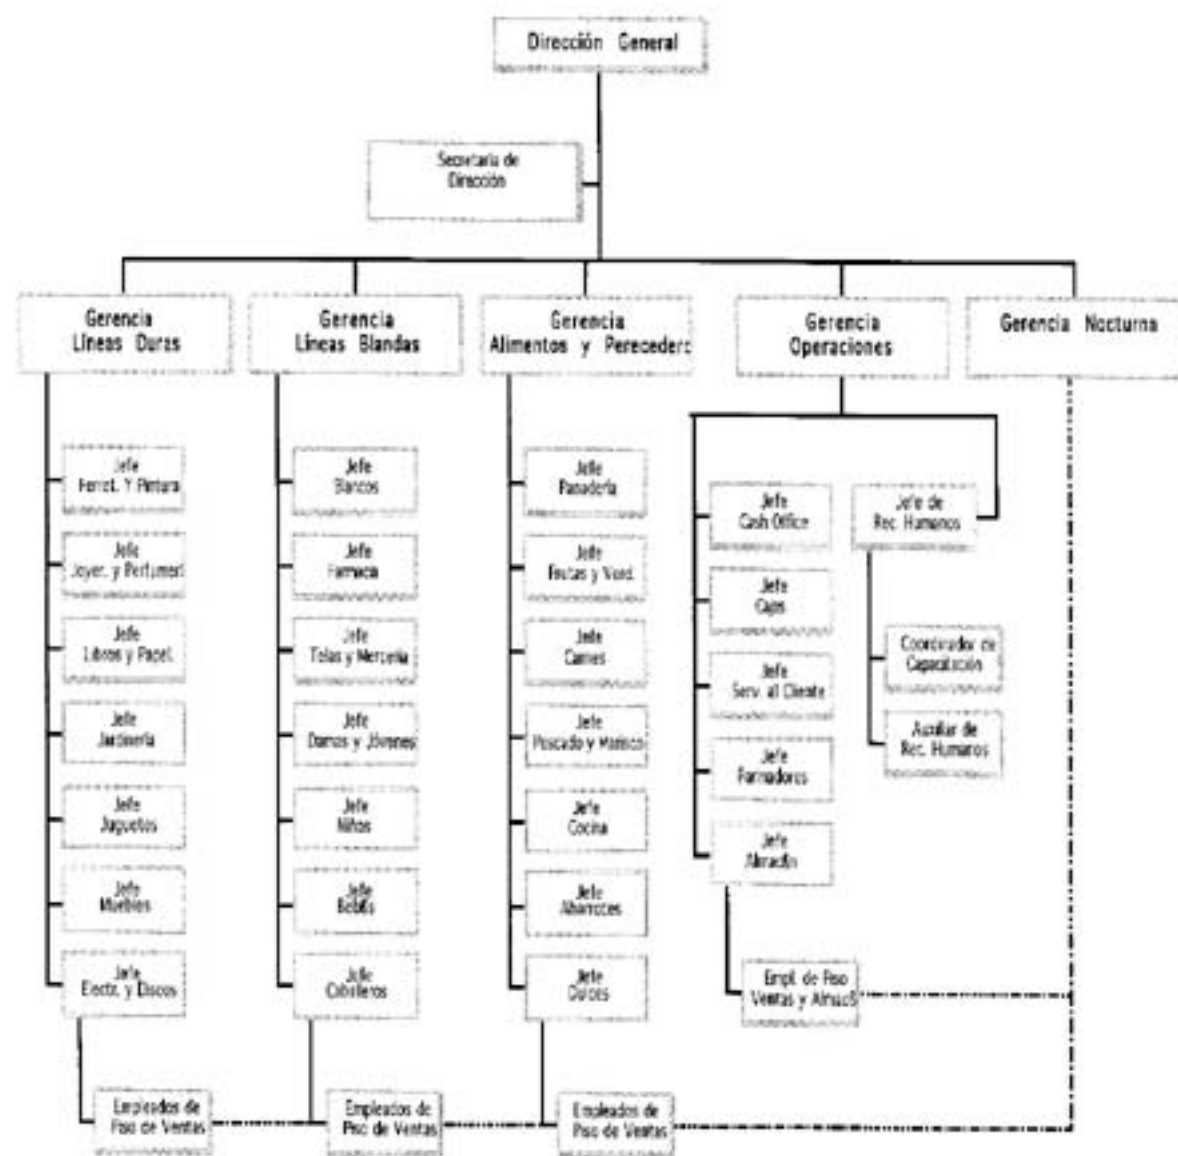 Dirección General
Secretaria de
Dirección
Gerencia
Líneas Duras
Gerencia
Líneas Blandas
Gerencia
Alimentos y Perecederc
Gerencia
Operaciones
Gerencia Nocturna
Jefe
Ferret. Y Pintura
Jefe
Joyer. y Perfumerí
Jefe
Libros y Papel.
Jefe
Jardinería
Jefe
Juguetes
Jefe
Muebles
Jefe
Electr. y Discos
Empleados de
Piso de Ventas
Jefe
Blancos
Jefe
Farmacia
Jefe
Telas y Mercería
Jefe
Damas y Jóvenes
Jefe
Niños
Jefe
Bebés
Jefe
Caballeros
Empleados de
Piso de Ventas
Jefe
Panadería
Jefe
Frutas y Verd.
Jefe
Carnes
Jefe
Pescado y Marisco
Jefe
Cocina
Jefe
Abarrotes
Jefe
Dulces
Empleados de
Piso de Ventas
Jefe
Cash Office
Jefe
Cajas
Jefe
Serv. al Cliente
Jefe
Jefe
Almacén
Empl. de Piso
Ventas y Almacé
Jefe de
Rec. Humanos
Coordinador de
Capacitación
Auxiliar de
Rec. Humanos